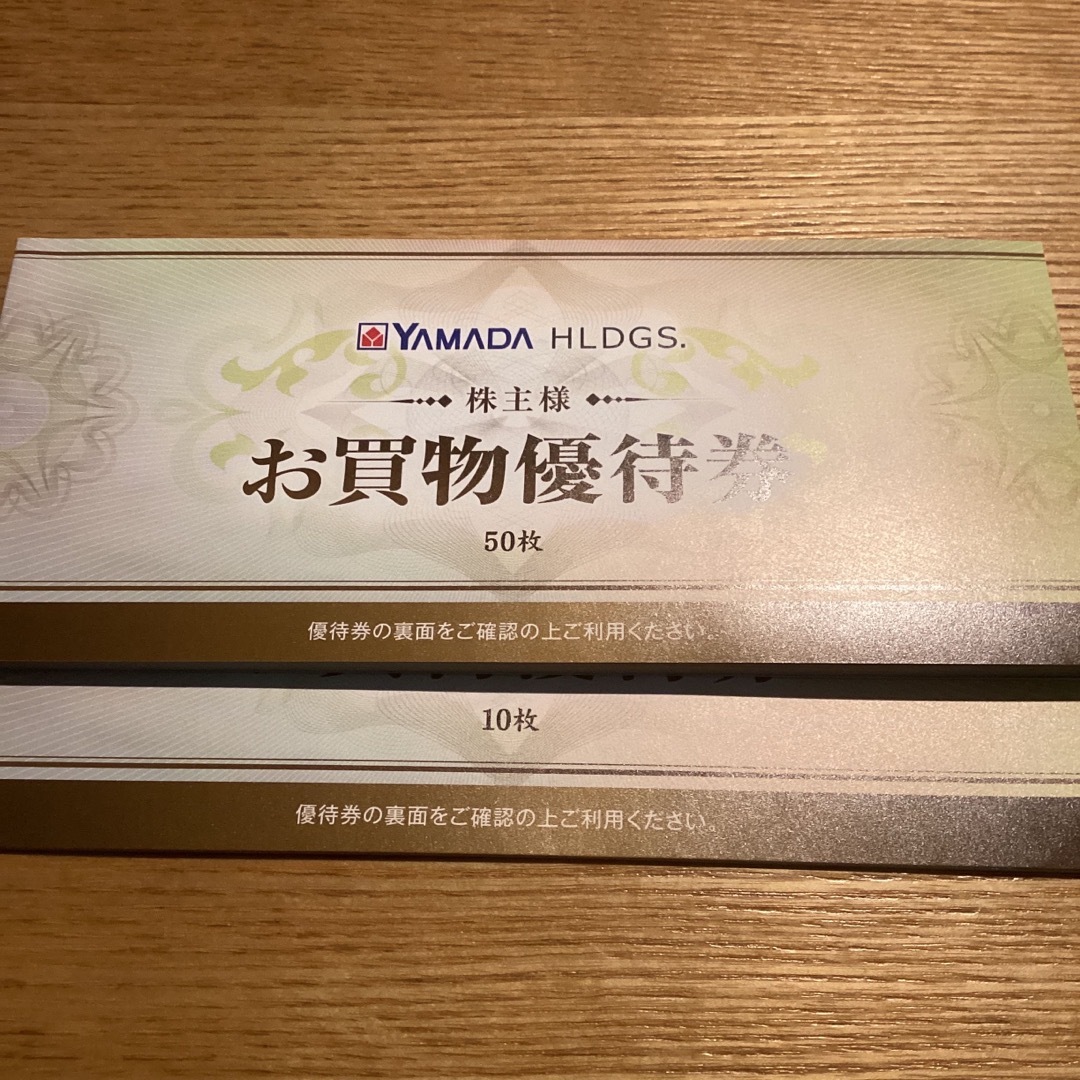 YAMADA HLDGS.
株主様
お買物優待券
50枚
優待券の裏面をご確認の上ご利用ください。
10枚
優待券の裏面をご確認の上ご利用ください。